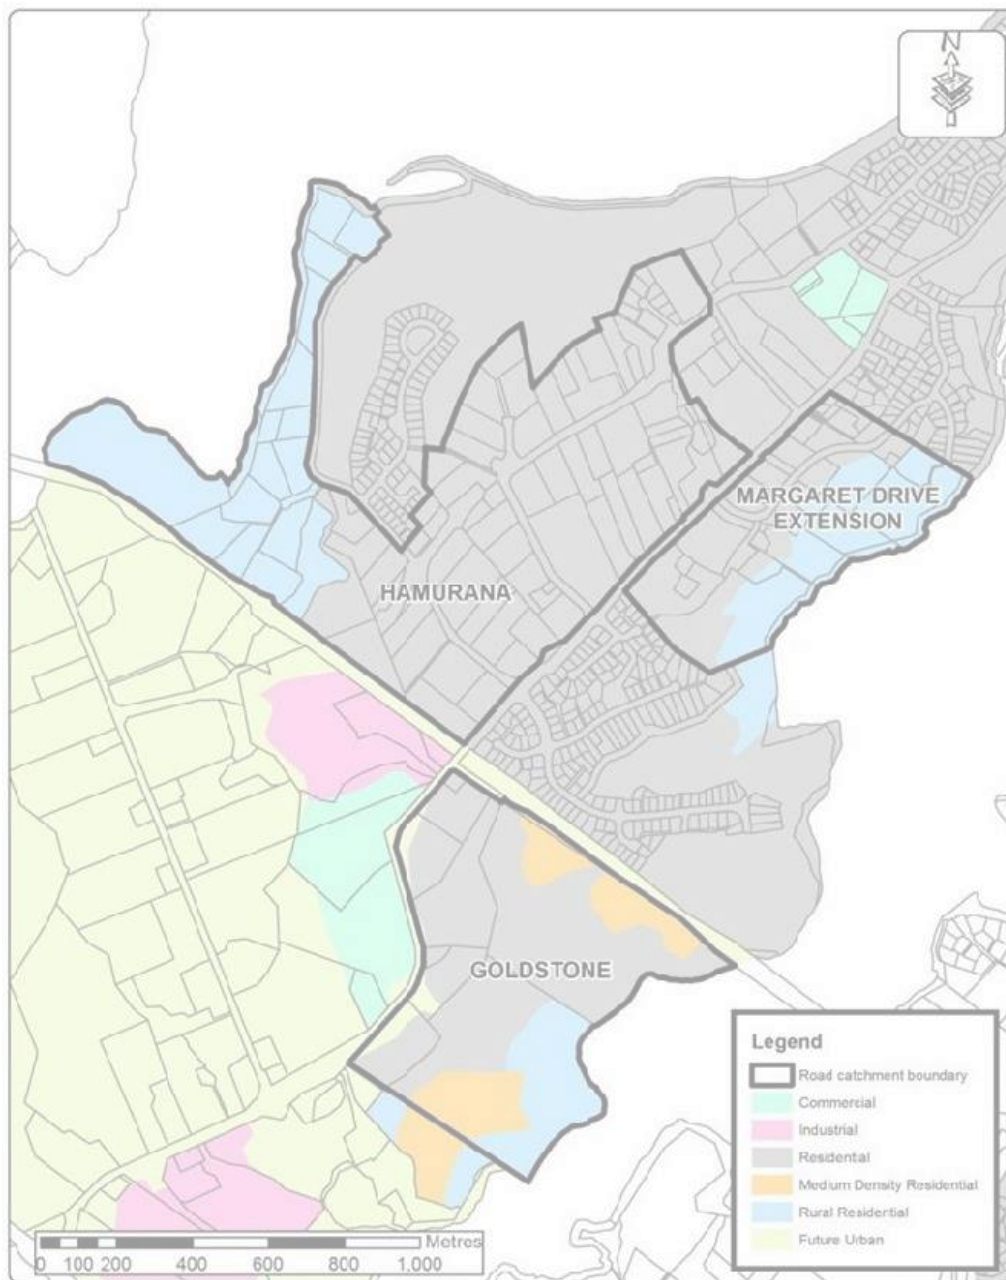 N
MARGARET DRIVE
EXTENSION
HAMURANA
GOLDSTONE
Legend
Road catchment boundary
Commercial
Industrial
Residential
Medium Density Residential
Rural Residential
Future Urban
Metres
0 100 200 400 600 800 1,000